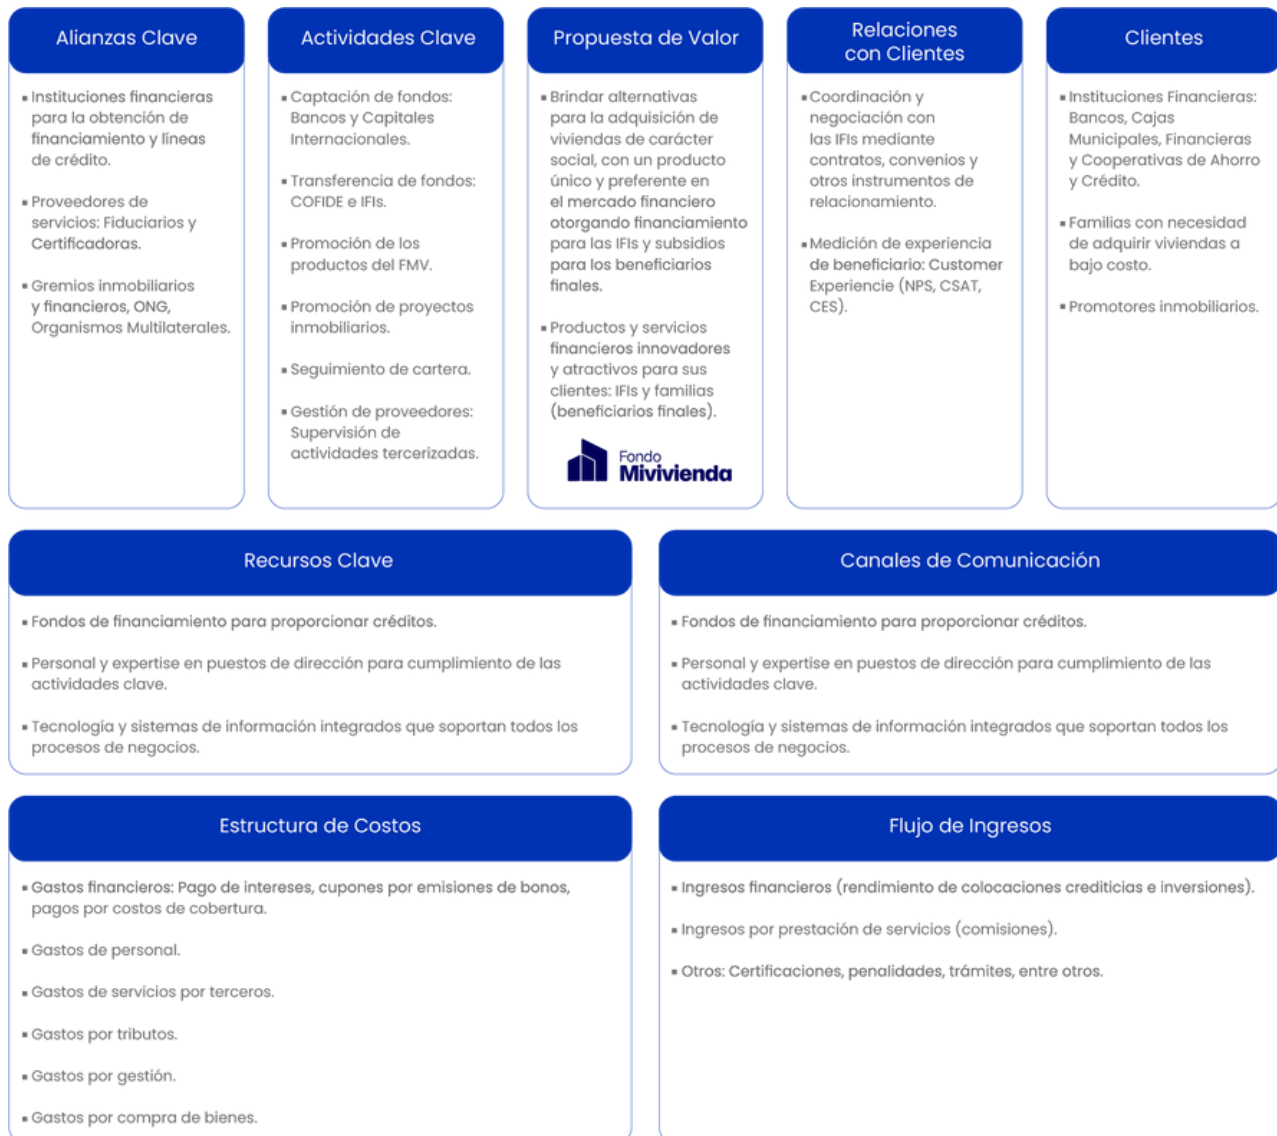 Alianzas Clave
▪ Instituciones financieras
para la obtención de
financiamiento y líneas
de crédito.
▪ Proveedores de
servicios: Fiduciarios y
Certificadoras.
▪ Gremios inmobiliarios
y financieros, ONG,
Organismos Multilaterales.
Actividades Clave
▪ Captación de fondos:
Bancos y Capitales
Internacionales.
▪ Transferencia de fondos:
COFIDE e IFIs.
▪ Promoción de los
productos del FMV.
▪ Promoción de proyectos
inmobiliarios.
▪ Seguimiento de cartera.
▪ Gestión de proveedores:
Supervisión de
actividades tercerizadas.
Propuesta de Valor
▪ Brindar alternativas
para la adquisición de
viviendas de carácter
social, con un producto
único y preferente en
el mercado financiero
otorgando financiamiento
para las IFIs y subsidios
para los beneficiarios
finales.
▪ Productos y servicios
financieros innovadores
y atractivos para sus
clientes: IFIs y familias
(beneficiarios finales).
Fondo
Mivivienda
Relaciones
con Clientes
▪ Coordinación y
negociación con
las IFIs mediante
contratos, convenios y
otros instrumentos de
relacionamiento.
▪ Medición de experiencia
de beneficiario: Customer
Experiencie (NPS, CSAT,
CES).
Clientes
▪ Instituciones Financieras:
Bancos, Cajas
Municipales, Financieras
y Cooperativas de Ahorro
y Crédito.
▪ Familias con necesidad
de adquirir viviendas a
bajo costo.
▪ Promotores inmobiliarios.
Recursos Clave
▪ Fondos de financiamiento para proporcionar créditos.
▪ Personal y expertise en puestos de dirección para cumplimiento de las
actividades clave.
▪ Tecnología y sistemas de información integrados que soportan todos los
procesos de negocios.
Canales de Comunicación
▪ Fondos de financiamiento para proporcionar créditos.
▪ Personal y expertise en puestos de dirección para cumplimiento de las
actividades clave.
▪ Tecnología y sistemas de información integrados que soportan todos los
procesos de negocios.
Estructura de Costos
▪ Gastos financieros: Pago de intereses, cupones por emisiones de bonos,
pagos por costos de cobertura.
▪ Gastos de personal.
▪ Gastos de servicios por terceros.
▪ Gastos por tributos.
▪ Gastos por gestión.
▪ Gastos por compra de bienes.
Flujo de Ingresos
▪ Ingresos financieros (rendimiento de colocaciones crediticias e inversiones).
▪ Ingresos por prestación de servicios (comisiones).
▪ Otros: Certificaciones, penalidades, trámites, entre otros.